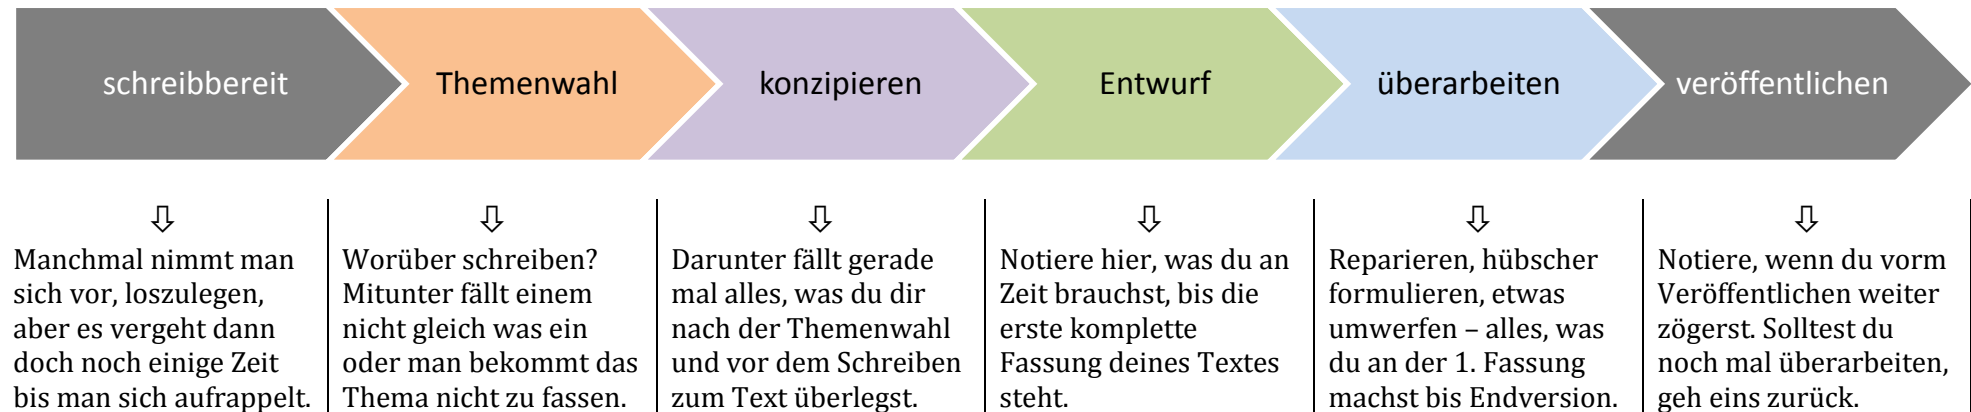 schreibbereit
Themenwahl
konzipieren
Entwurf
überarbeiten
veröffentlichen
⇩
Manchmal nimmt man
sich vor, loszulegen,
aber es vergeht dann
doch noch einige Zeit
bis man sich aufrappelt.
⇩
Worüber schreiben?
Mitunter fällt einem
nicht gleich was ein
oder man bekommt das
Thema nicht zu fassen.
⇩
Darunter fällt gerade
mal alles, was du dir
nach der Themenwahl
und vor dem Schreiben
zum Text überlegst.
⇩
Notiere hier, was du an
Zeit brauchst, bis die
erste komplette
Fassung deines Textes
steht.
⇩
Reparieren, hübscher
formulieren, etwas
umwerfen – alles, was
du an der 1. Fassung
machst bis Endversion.
⇩
Notiere, wenn du vorm
Veröffentlichen weiter
zögerst. Solltest du
noch mal überarbeiten,
geh eins zurück.